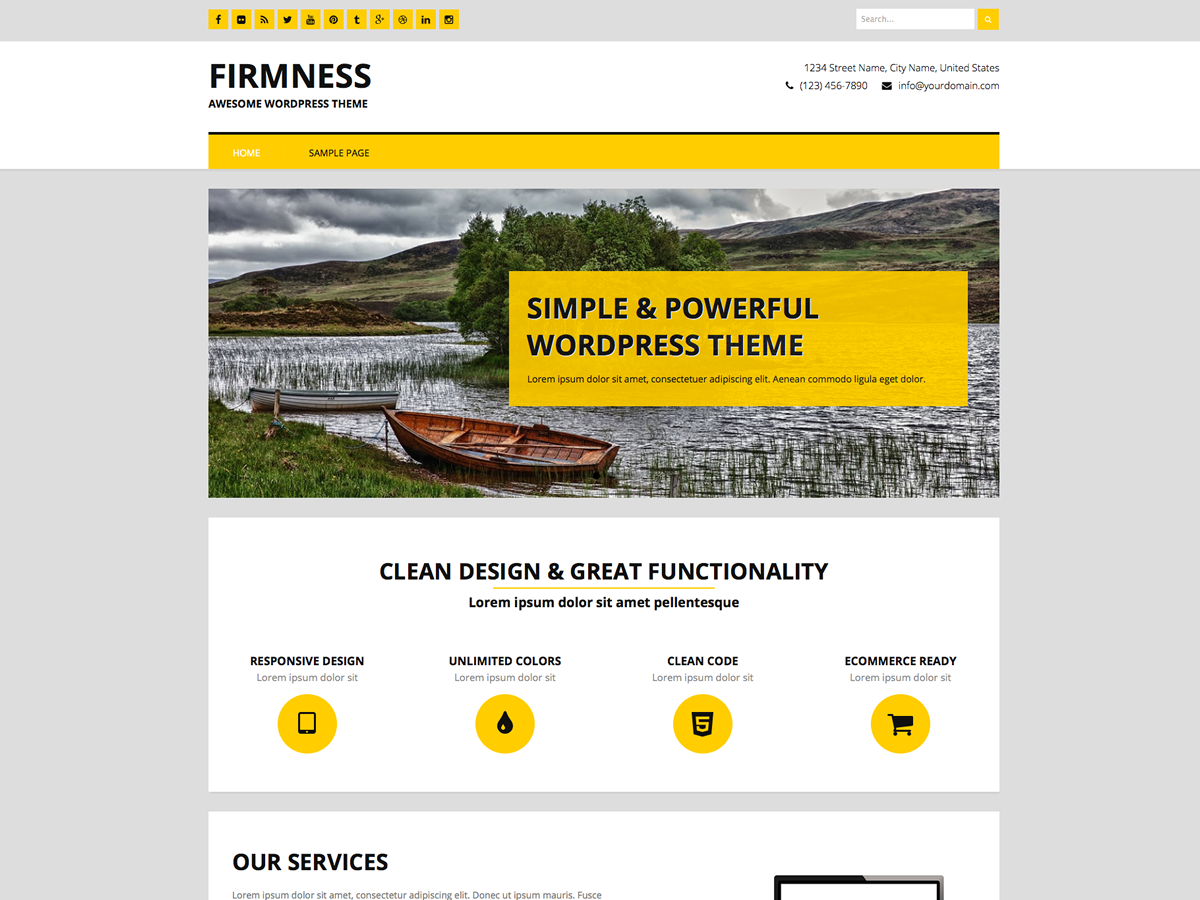 Search...
FIRMNESS
AWESOME WORDPRESS THEME
1234 Street Name, City Name, United States
(123) 456-7890 info@yourdomain.com
HOME SAMPLE PAGE
SIMPLE & POWERFUL
WORDPRESS THEME
Lorem ipsum dolor sit amet, consectetuer adipiscing elit. Aenean commodo ligula eget dolor.
CLEAN DESIGN & GREAT FUNCTIONALITY
Lorem ipsum dolor sit amet pellentesque
RESPONSIVE DESIGN UNLIMITED COLORS CLEAN CODE ECOMMERCE READY
Lorem ipsum dolor sit Lorem ipsum dolor sit Lorem ipsum dolor sit Lorem ipsum dolor sit
OUR SERVICES
Lorem ipsum dolor sit amet, consectetur adipiscing elit. Donec ut ipsum mauris. Fusce